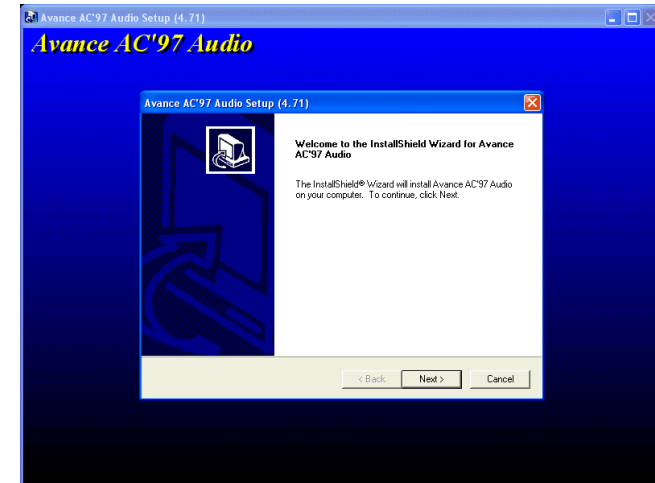 Avance AC'97 Audio Setup (4.71)
Avance AC'97 Audio
Avance AC'97 Audio Setup (4.71)
Welcome to the InstallShield Wizard for Avance
AC'97 Audio
The InstallShield® Wizard will install Avance AC'97 Audio
on your computer. To continue, click Next.
< Back Next > Cancel